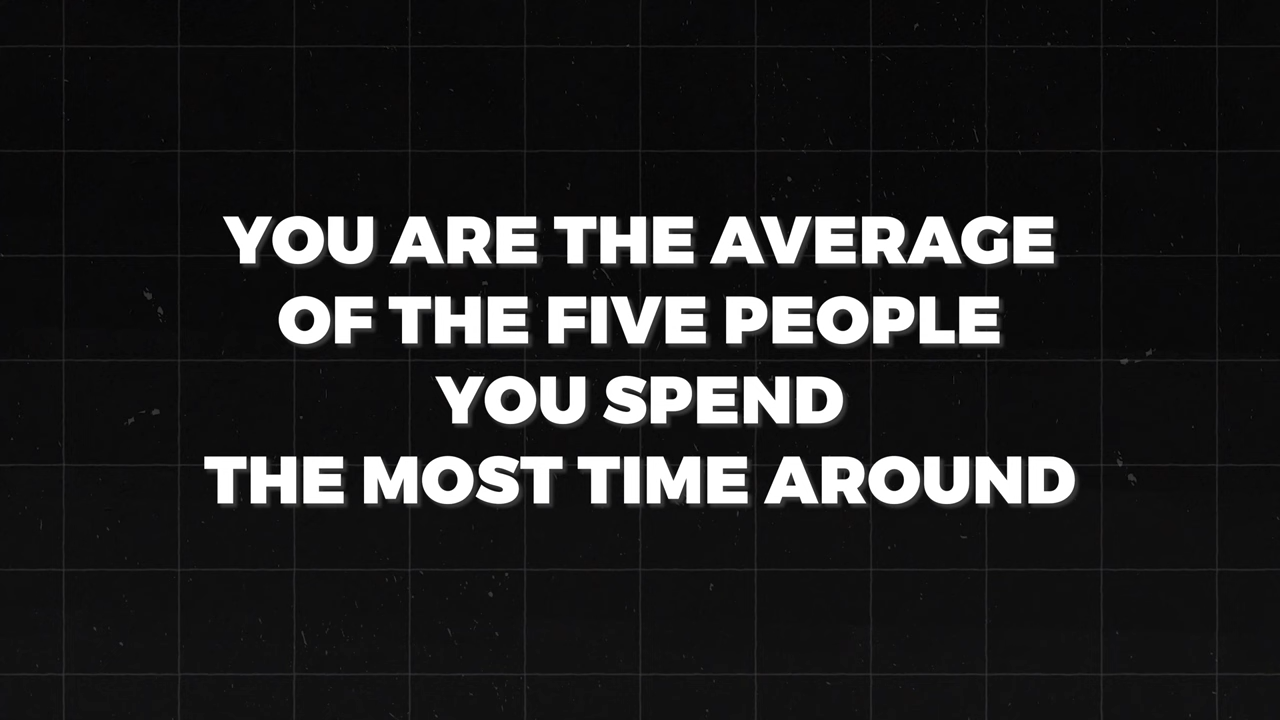 YOU ARE THE AVERAGE
OF THE FIVE PEOPLE
YOU SPEND
THE MOST TIME AROUND